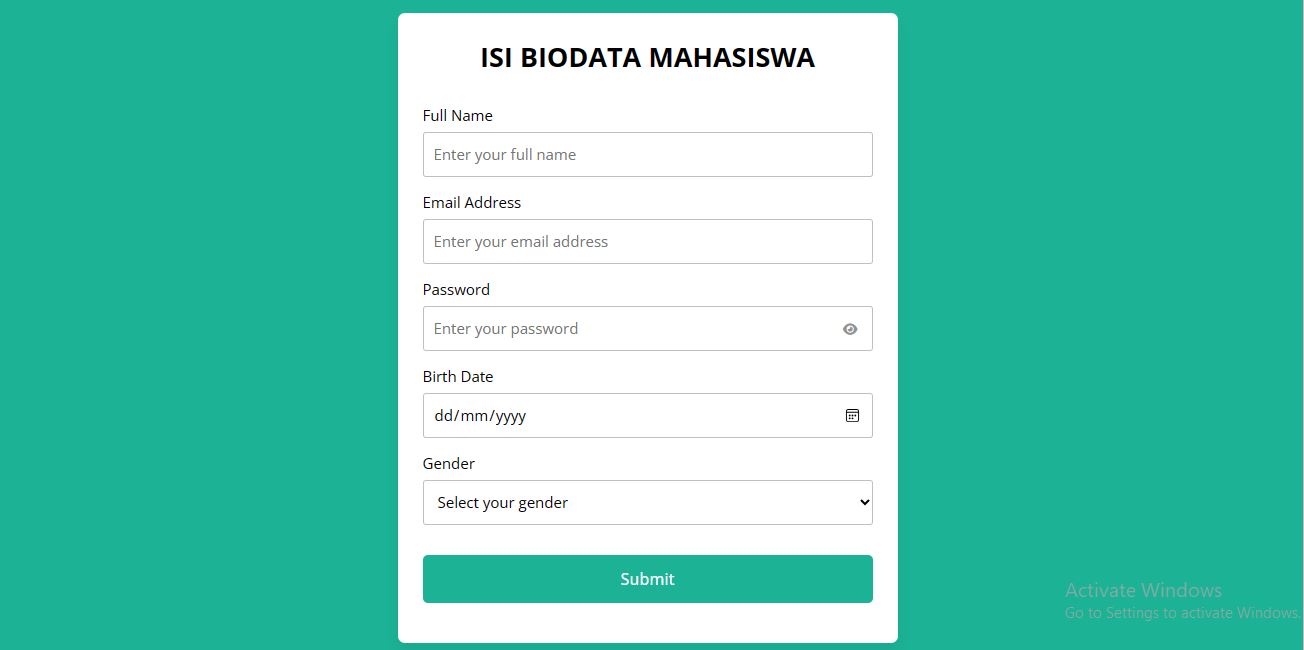 ISI BIODATA MAHASISWA
Full Name
Enter your full name
Email Address
Enter your email address
Password
Enter your password
Birth Date
dd/mm/yyyy
Gender
Select your gender
Submit
Activate Windows
Go to Settings to activate Windows.